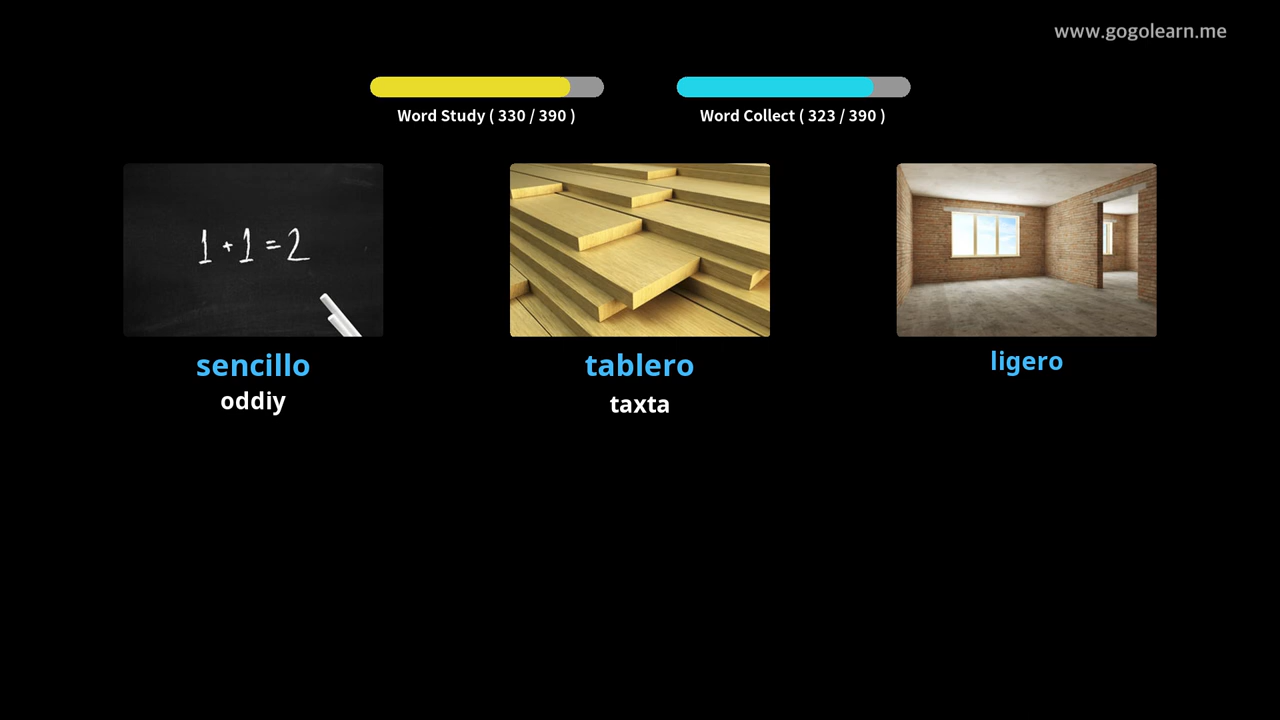 www.gogolearn.me
Word Study ( 330 / 390 )
Word Collect ( 323 / 390 )
1 + 1 = 2
sencillo
oddiy
tablero
taxta
ligero